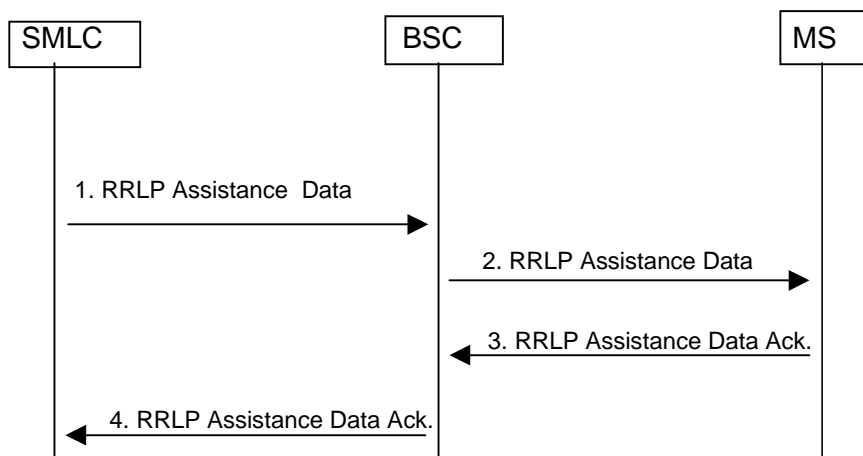 SMLC
BSC
MS
1. RRLP Assistance Data
2. RRLP Assistance Data
3. RRLP Assistance Data Ack.
4. RRLP Assistance Data Ack.